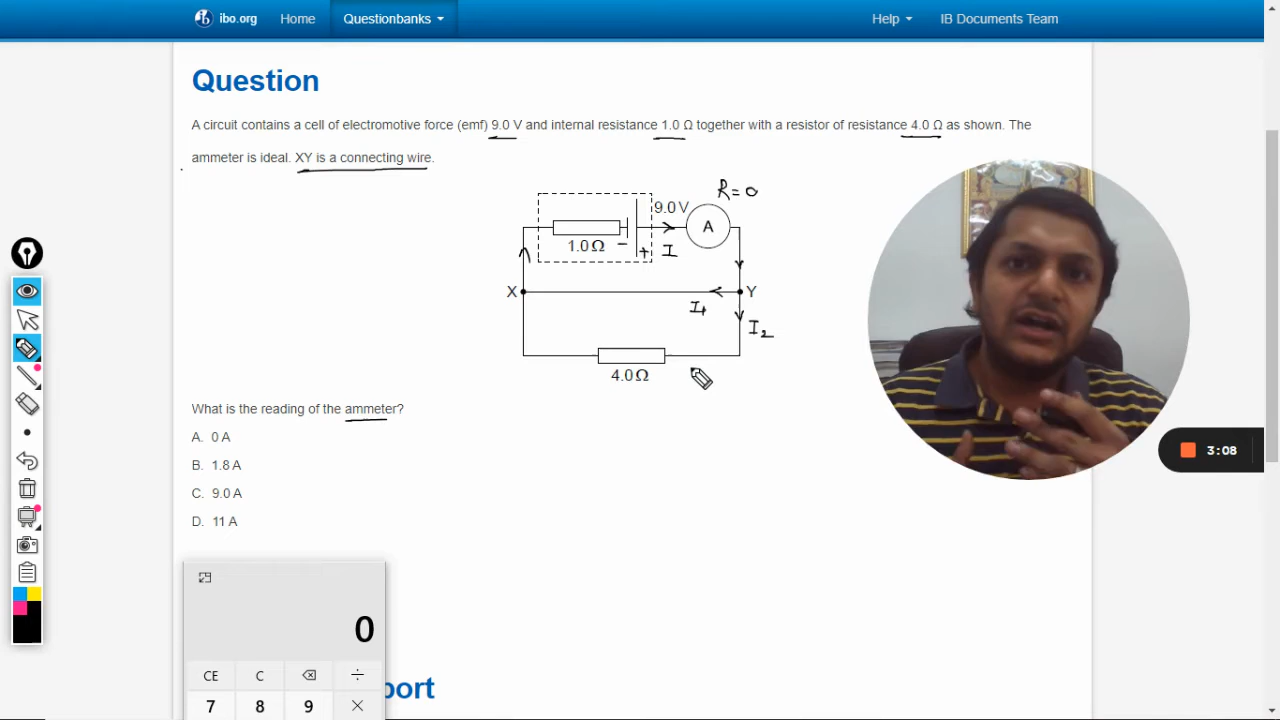 ibo.org Home Questionbanks Help IB Documents Team
Question
A circuit contains a cell of electromotive force (emf) 9.0 V and internal resistance 1.0 Ω together with a resistor of resistance 4.0 Ω as shown. The
ammeter is ideal. XY is a connecting wire.
R = 0
9.0 V
A
1.0 Ω - + I
X Y
I1
I2
4.0 Ω
What is the reading of the ammeter?
A. 0 A
B. 1.8 A
3:08
C. 9.0 A
D. 11 A
0
CE C ÷
port
7 8 9 ×